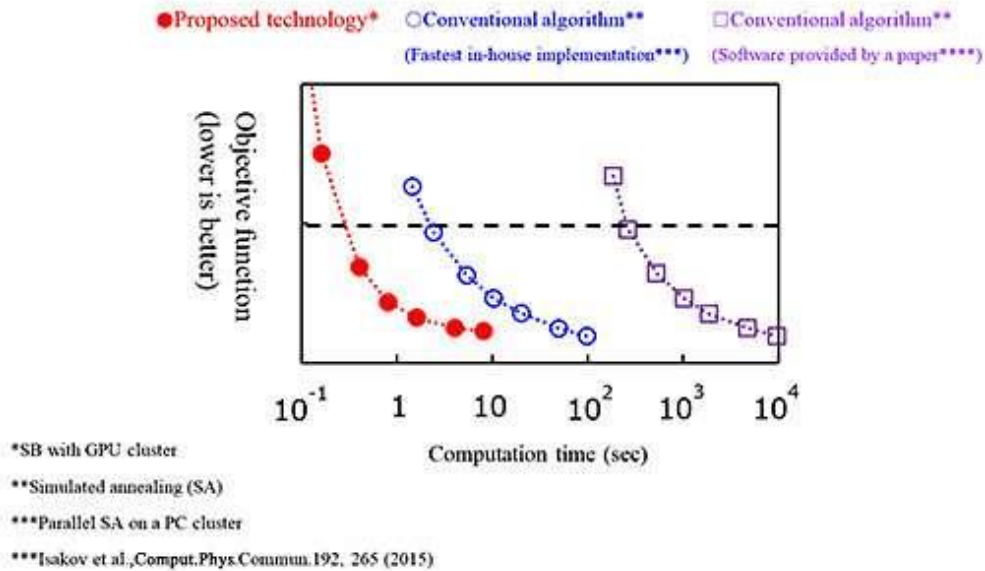 Proposed technology* Conventional algorithm** Conventional algorithm**
(Fastest in-house implementation***) (Software provided by a paper****)
Objective function
(lower is better)
10-1 1 10 102 103 104
Computation time (sec)
*SB with GPU cluster
**Simulated annealing (SA)
***Parallel SA on a PC cluster
***Isakov et al.,Comput.Phys.Commun.192, 265 (2015)